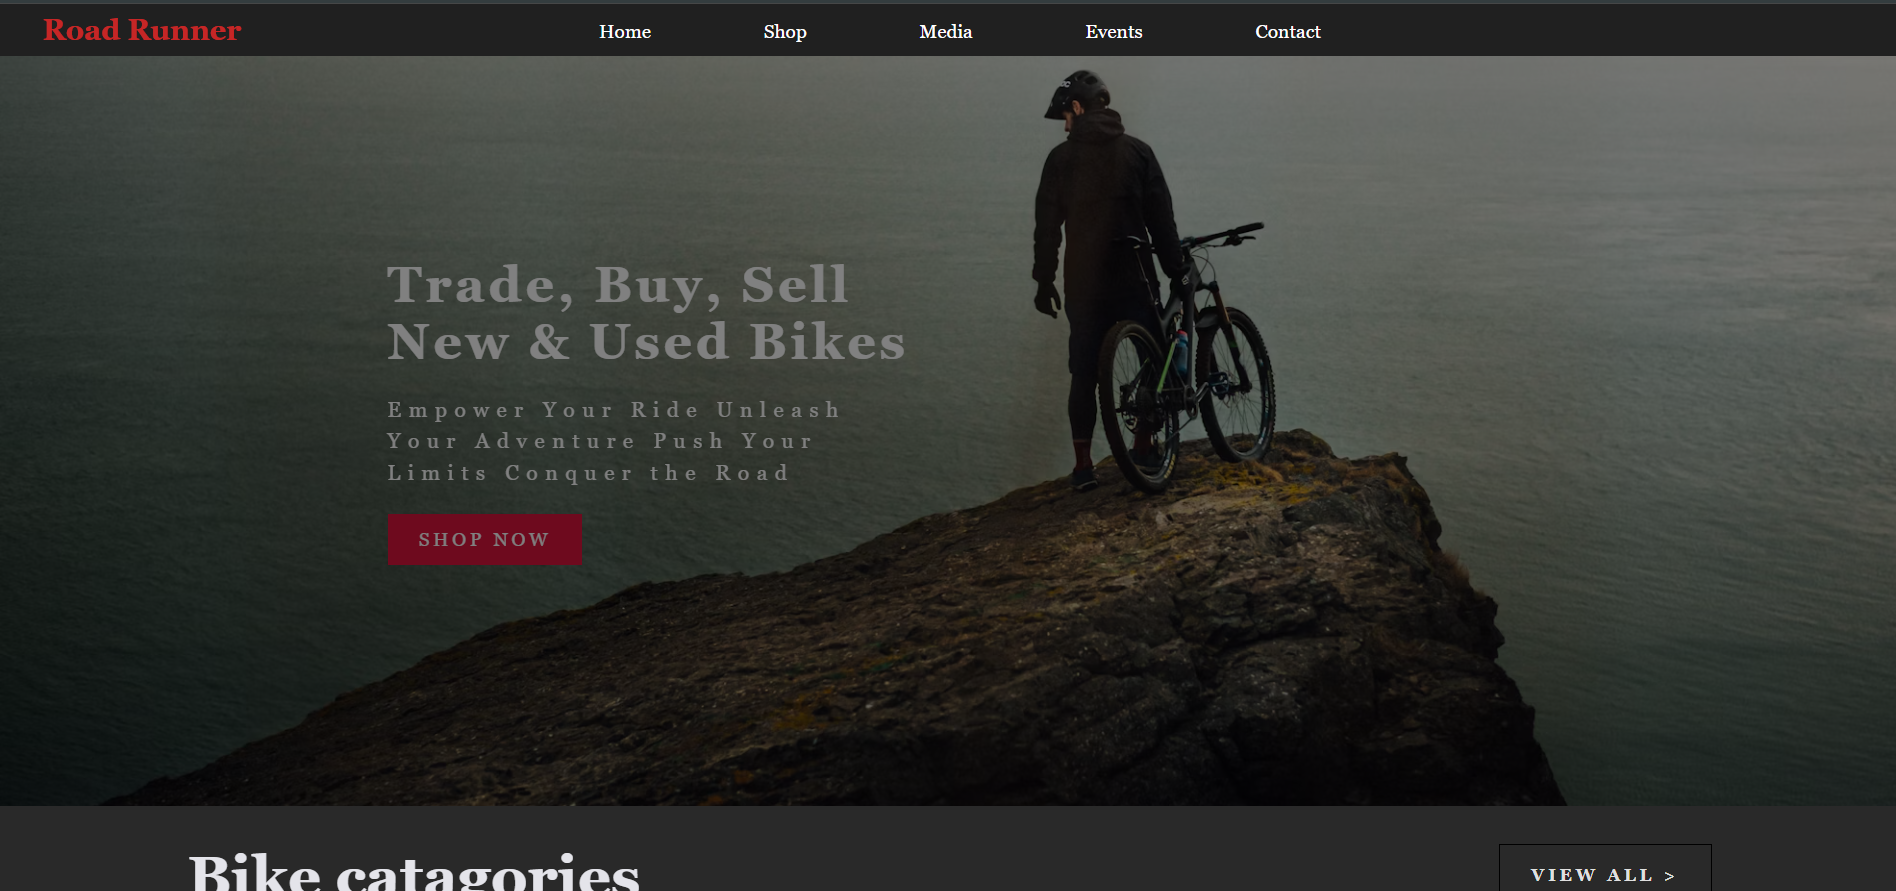 Road Runner
Home
Shop
Media
Events
Contact
Trade, Buy, Sell
New & Used Bikes
Empower Your Ride Unleash
Your Adventure Push Your
Limits Conquer the Road
SHOP NOW
Bike catagories
VIEW ALL >